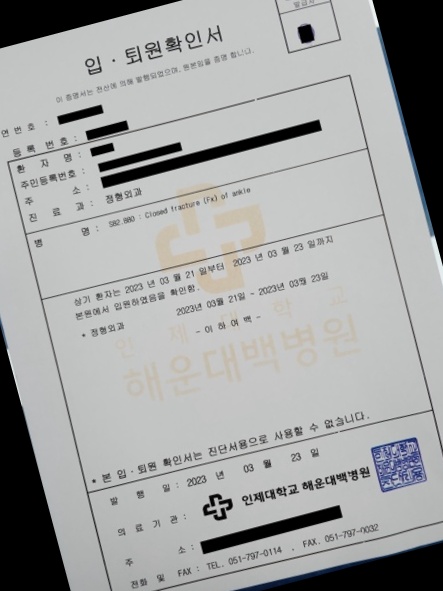 발급자
입 · 퇴원확인서
이 증명서는 전산에 의해 발행되었으며, 원본임을 증명 합니다.
연 번 호 :
등 록 번 호 :
환 자 명 :
주민등록번호 :
주 소 :
진 료 과 : 정형외과
병 명 : S82.880 : Closed fracture (Fx) of ankle
상기 환자는 2023 년 03 월 21 일부터 2023 년 03 월 23 일까지
본원에서 입원하였음을 확인함.
* 정형외과 2023년 03월21일 - 2023년 03월 23일
- 이 하 여 백 -
인 제 대 학 교
해운대백병원
* 본 입 · 퇴원 확인서는 진단서용으로 사용할 수 없습니다.
발 행 일 : 2023 년 03 월 23 일
의 료 기 관 : 인제대학교 해운대백병원
주 소 :
전화 및 FAX : TEL. 051-797-0114 , FAX. 051-797-0032